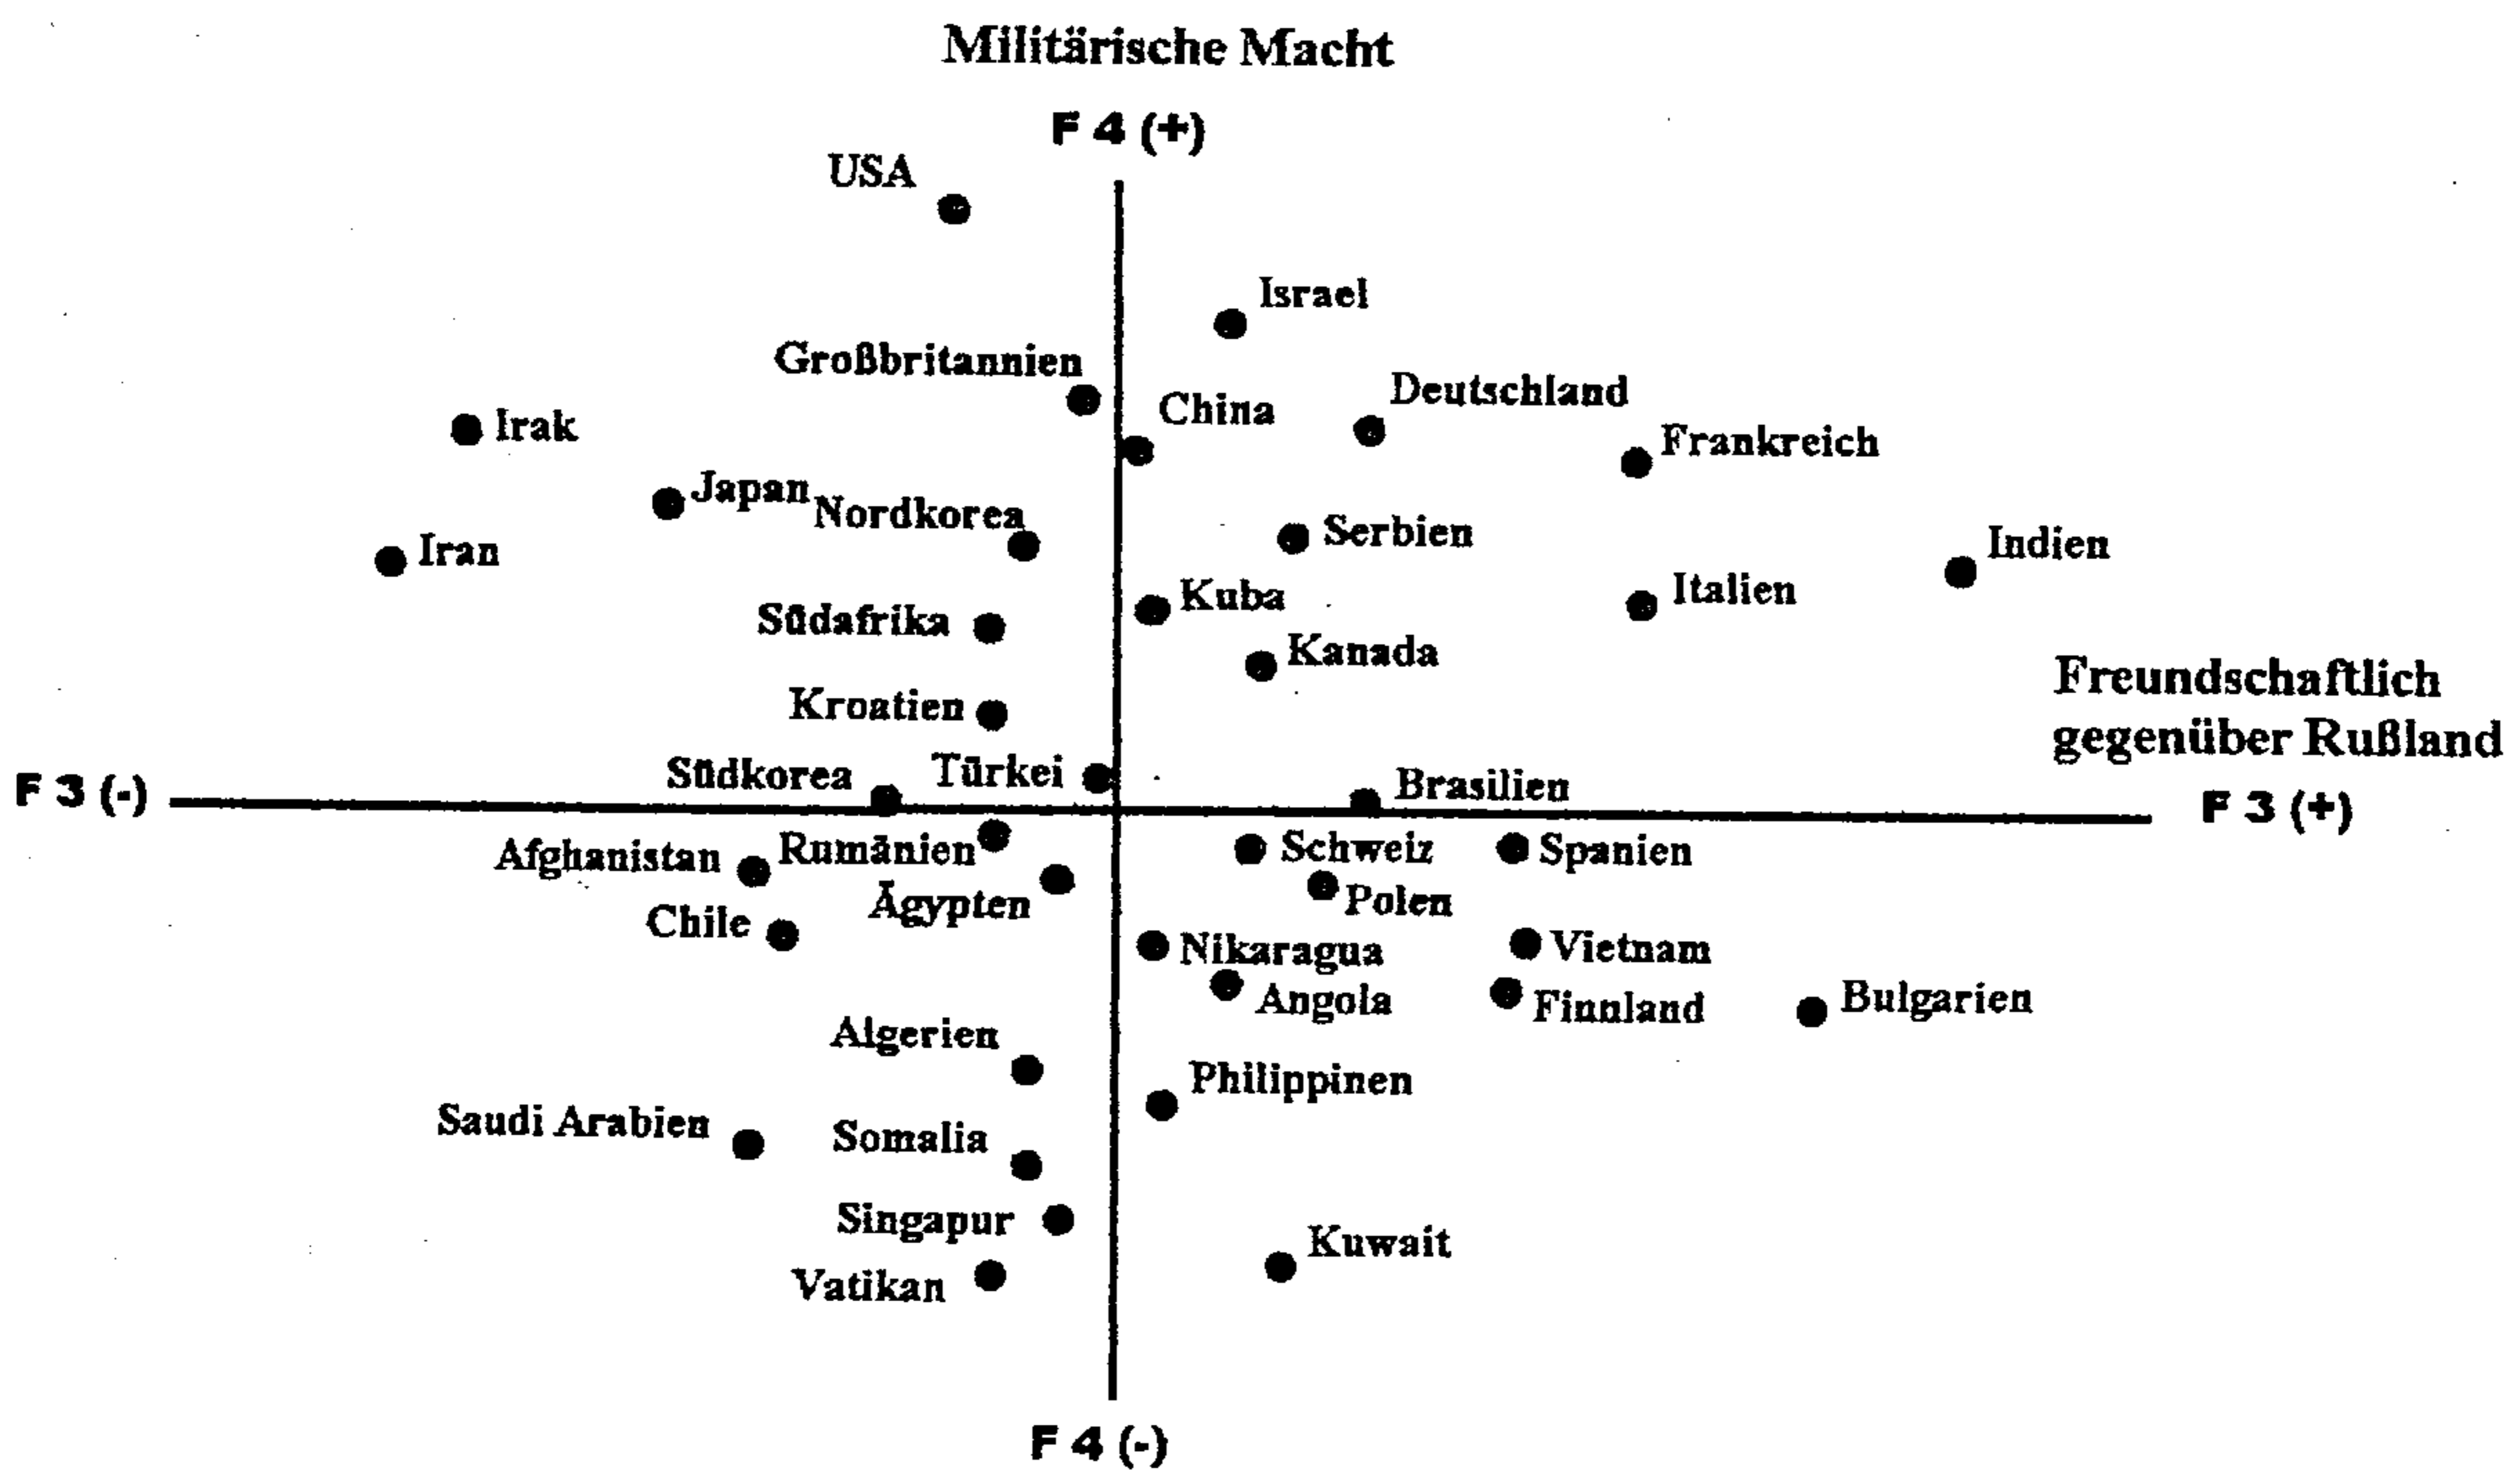 Militärische Macht
F 4 (+)
USA
Israel
Großbritannien
Deutschland
China
Irak
Frankreich
Japan
Nordkorea
Serbien
Iran
Indien
Kuba
Italien
Südafrika
Kanada
Freundschaftlich
gegenüber Rußland
Kroatien
Südkorea
Türkei
Brasilien
F 3 (-)
F 3 (+)
Afghanistan
Rumänien
Schweiz
Spanien
Ägypten
Polen
Chile
Nikaragua
Vietnam
Angola
Finnland
Bulgarien
Algerien
Philippinen
Saudi Arabien
Somalia
Singapur
Kuwait
Vatikan
F 4 (-)